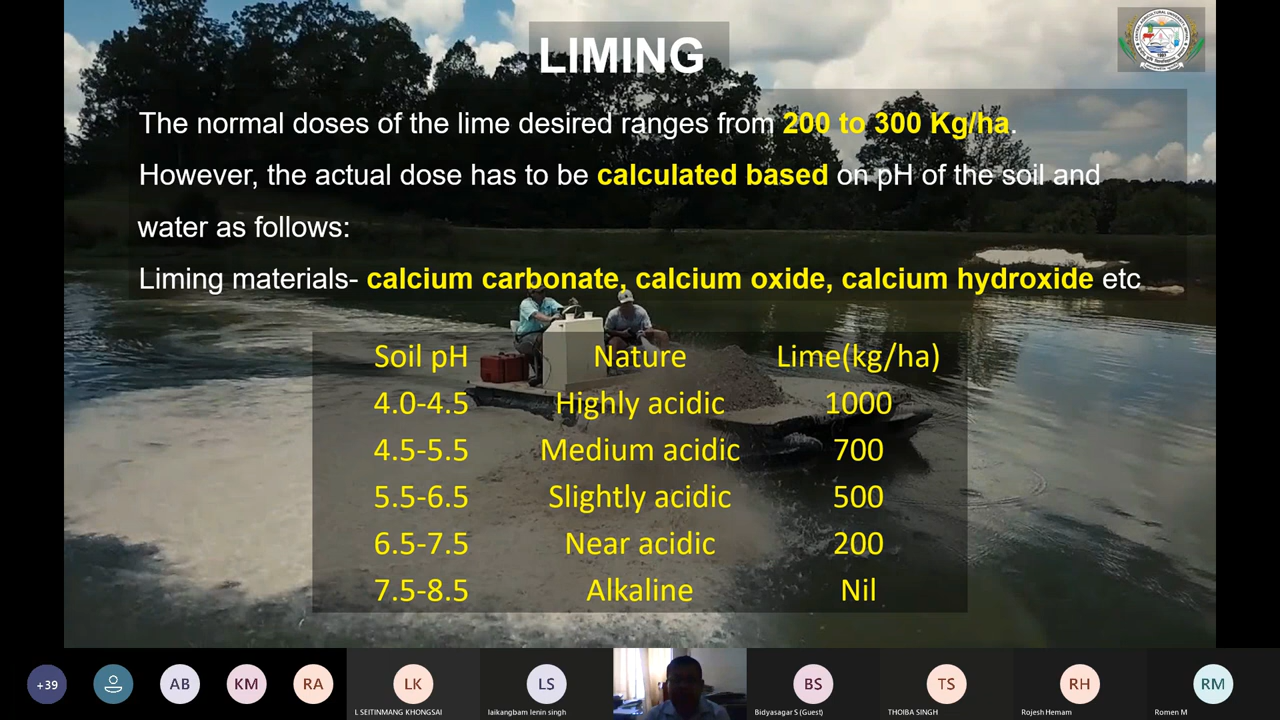 LIMING
The normal doses of the lime desired ranges from 200 to 300 Kg/ha.
However, the actual dose has to be calculated based on pH of the soil and
water as follows:
Liming materials- calcium carbonate, calcium oxide, calcium hydroxide etc
Soil pH Nature Lime(kg/ha)
4.0-4.5 Highly acidic 1000
4.5-5.5 Medium acidic 700
5.5-6.5 Slightly acidic 500
6.5-7.5 Near acidic 200
7.5-8.5 Alkaline Nil
+39 AB KM RA LK LS BS TS RH RM
L SEITINMANG KHONGSAI laikangbam lenin singh Bidyasagar S (Guest) THOIBA SINGH Rojesh Hemam Romen M